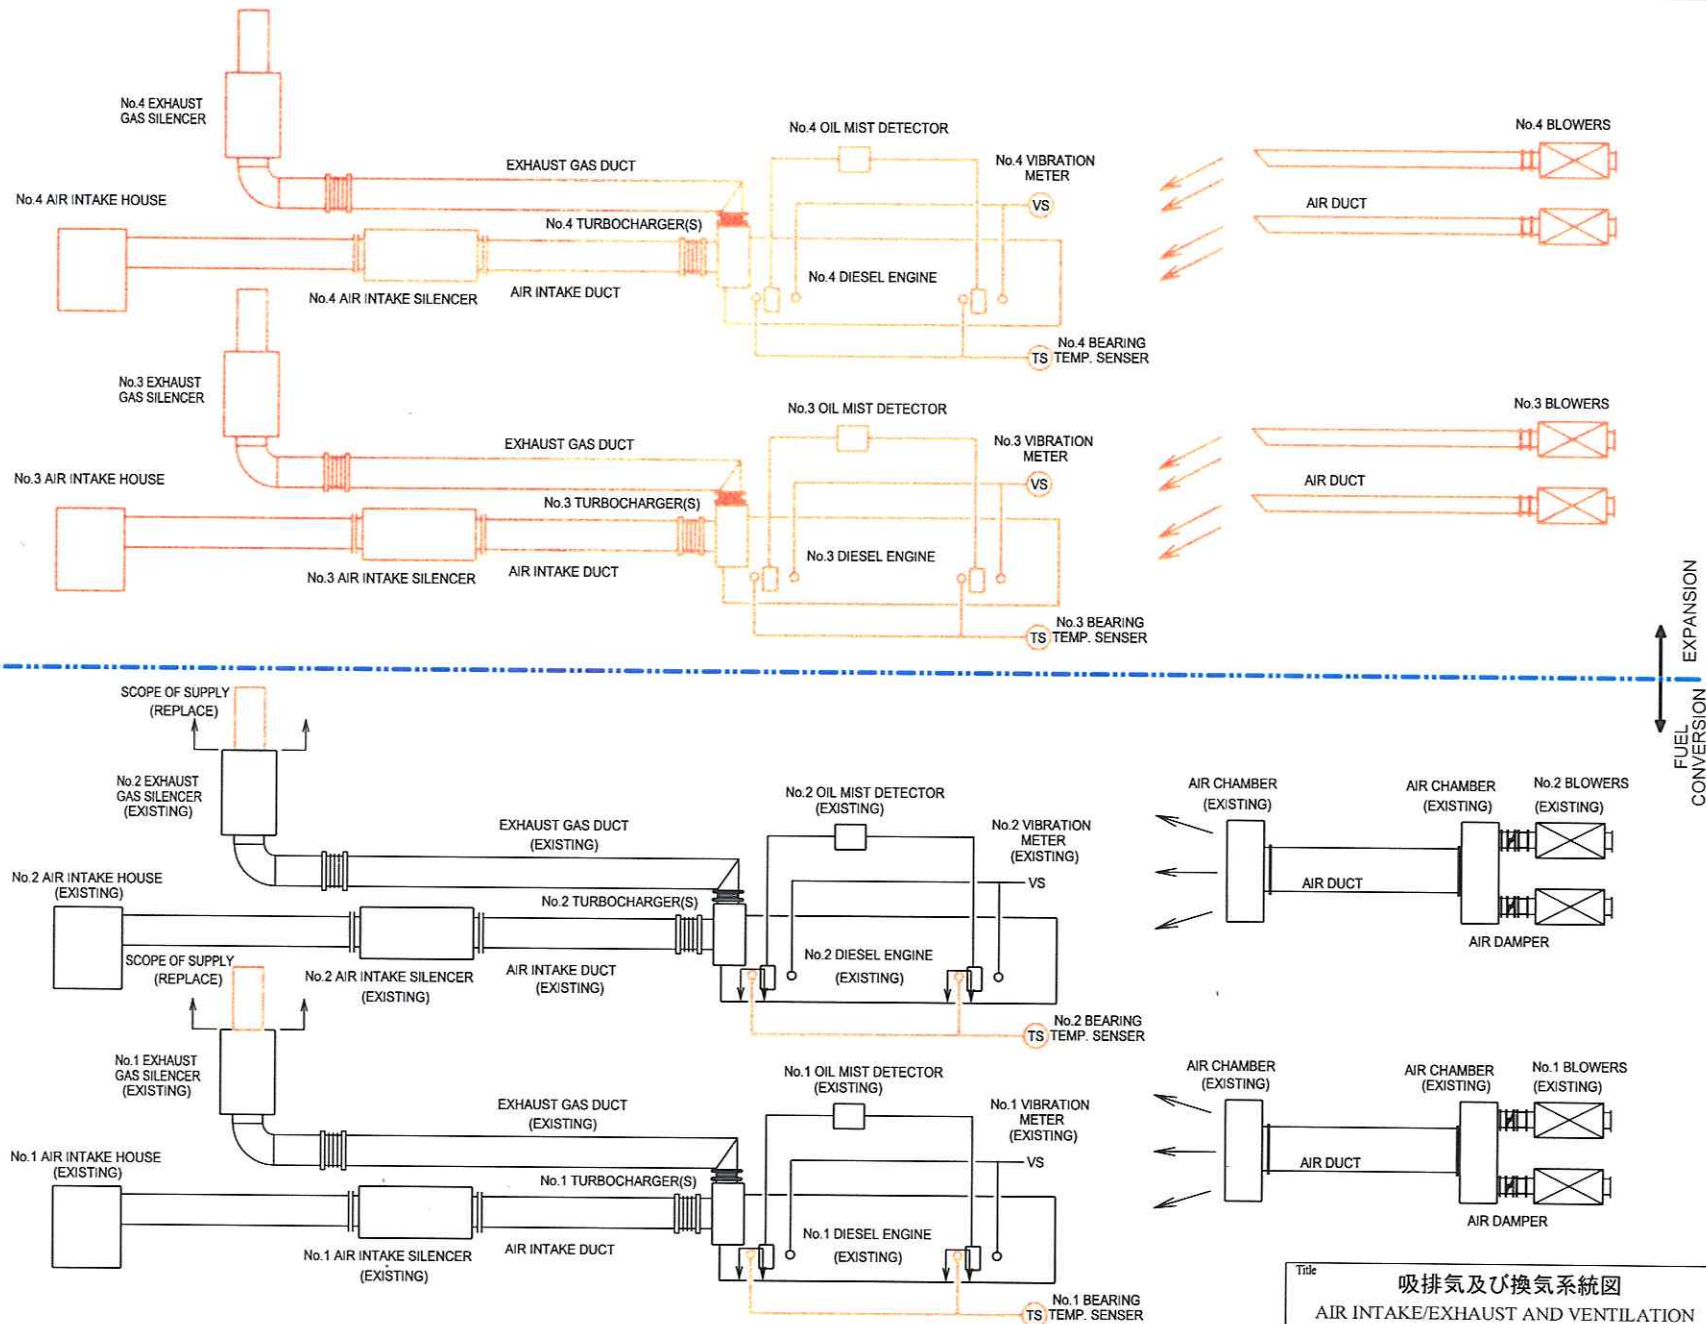 No.4 EXHAUST
GAS SILENCER
No.4 OIL MIST DETECTOR
No.4 BLOWERS
EXHAUST GAS DUCT
No.4 VIBRATION
METER
No.4 AIR INTAKE HOUSE
VS
AIR DUCT
No.4 TURBOCHARGER(S)
No.4 DIESEL ENGINE
No.4 AIR INTAKE SILENCER
AIR INTAKE DUCT
No.4 BEARING
TS TEMP. SENSER
No.3 EXHAUST
GAS SILENCER
No.3 OIL MIST DETECTOR
No.3 BLOWERS
EXHAUST GAS DUCT
No.3 VIBRATION
METER
No.3 AIR INTAKE HOUSE
VS
AIR DUCT
No.3 TURBOCHARGER(S)
No.3 DIESEL ENGINE
No.3 AIR INTAKE SILENCER
AIR INTAKE DUCT
No.3 BEARING
TS TEMP. SENSER
EXPANSION
FUEL
CONVERSION
SCOPE OF SUPPLY
(REPLACE)
No.2 EXHAUST
GAS SILENCER
(EXISTING)
No.2 OIL MIST DETECTOR
(EXISTING)
AIR CHAMBER
(EXISTING)
AIR CHAMBER
(EXISTING)
No.2 BLOWERS
(EXISTING)
EXHAUST GAS DUCT
(EXISTING)
No.2 VIBRATION
METER
(EXISTING)
No.2 AIR INTAKE HOUSE
(EXISTING)
VS
AIR DUCT
No.2 TURBOCHARGER(S)
AIR DAMPER
No.2 DIESEL ENGINE
(EXISTING)
SCOPE OF SUPPLY
(REPLACE)
No.2 AIR INTAKE SILENCER
(EXISTING)
AIR INTAKE DUCT
(EXISTING)
No.2 BEARING
TS TEMP. SENSER
No.1 EXHAUST
GAS SILENCER
(EXISTING)
No.1 OIL MIST DETECTOR
(EXISTING)
AIR CHAMBER
(EXISTING)
AIR CHAMBER
(EXISTING)
No.1 BLOWERS
(EXISTING)
EXHAUST GAS DUCT
(EXISTING)
No.1 VIBRATION
METER
(EXISTING)
No.1 AIR INTAKE HOUSE
(EXISTING)
VS
AIR DUCT
No.1 TURBOCHARGER(S)
AIR DAMPER
No.1 DIESEL ENGINE
(EXISTING)
No.1 AIR INTAKE SILENCER
(EXISTING)
AIR INTAKE DUCT
No.1 BEARING
TS TEMP. SENSER
Title
吸排気及び換気系統図
AIR INTAKE/EXHAUST AND VENTILATION